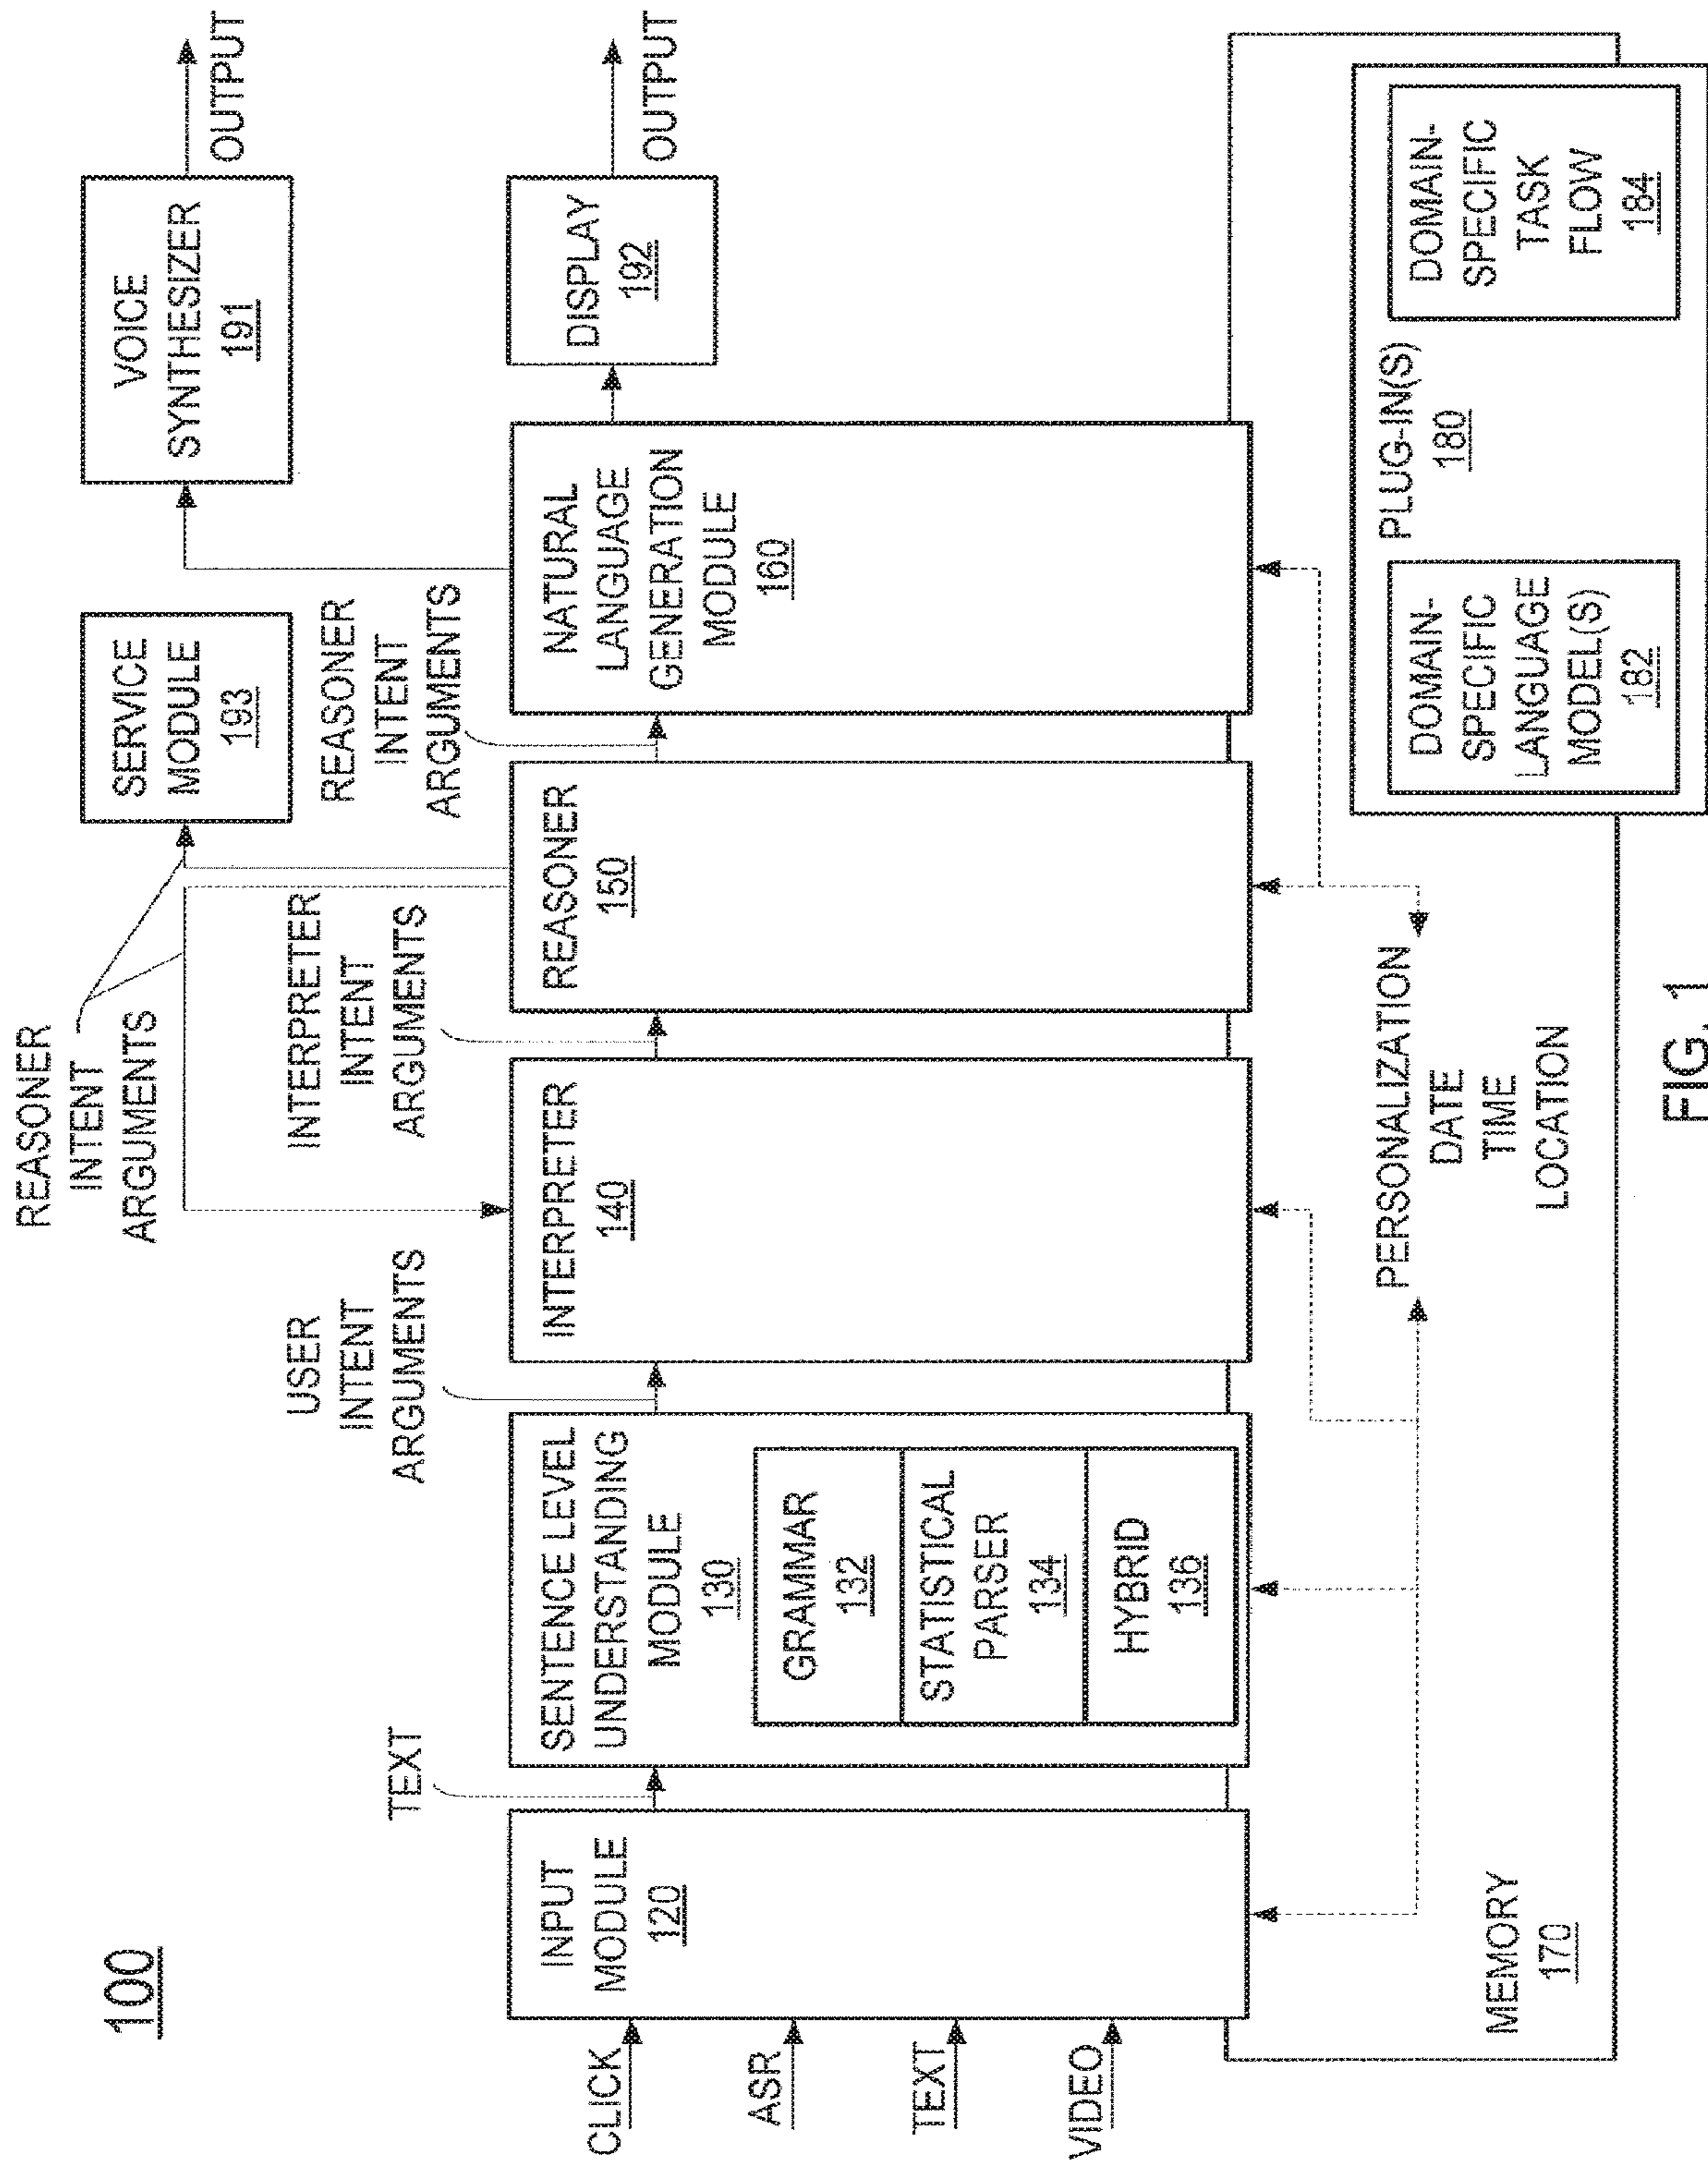 100
REASONER
INTENT
ARGUMENTS
SERVICE
MODULE
193
VOICE
SYNTHESIZER
191
OUTPUT
TEXT
USER
INTENT
ARGUMENTS
INTERPRETER
INTENT
ARGUMENTS
REASONER
INTENT
ARGUMENTS
CLICK
ASR
TEXT
VIDEO
INPUT
MODULE
120
SENTENCE LEVEL
UNDERSTANDING
MODULE
130
GRAMMAR
132
STATISTICAL
PARSER
134
HYBRID
136
INTERPRETER
140
REASONER
150
NATURAL
LANGUAGE
GENERATION
MODULE
160
DISPLAY
192
OUTPUT
MEMORY
170
PERSONALIZATION
DATE
TIME
LOCATION
PLUG-IN(S)
180
DOMAIN-
SPECIFIC
LANGUAGE
MODEL(S)
182
DOMAIN-
SPECIFIC
TASK
FLOW
184
FIG. 1